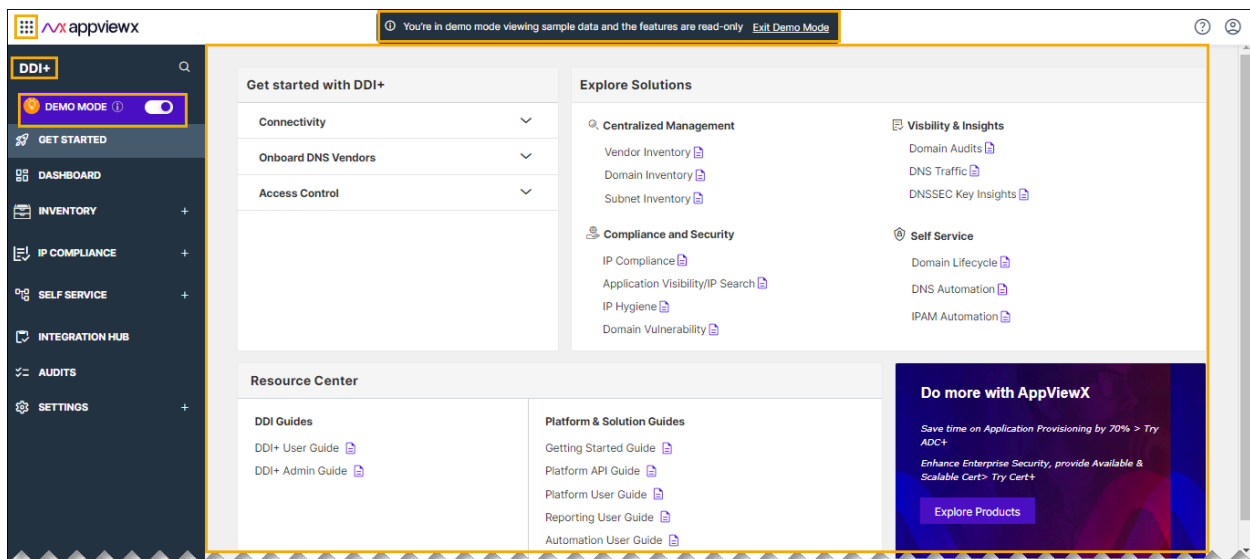 appviewx
You're in demo mode viewing sample data and the features are read-only Exit Demo Mode
DDI+
DEMO MODE
GET STARTED
DASHBOARD
INVENTORY +
IP COMPLIANCE +
SELF SERVICE +
INTEGRATION HUB
AUDITS
SETTINGS +
Get started with DDI+
Connectivity
Onboard DNS Vendors
Access Control
Explore Solutions
Centralized Management
Vendor Inventory
Domain Inventory
Subnet Inventory
Visbility & Insights
Domain Audits
DNS Traffic
DNSSEC Key Insights
Compliance and Security
IP Compliance
Application Visibility/IP Search
IP Hygiene
Domain Vulnerability
Self Service
Domain Lifecycle
DNS Automation
IPAM Automation
Resource Center
DDI Guides
DDI+ User Guide
DDI+ Admin Guide
Platform & Solution Guides
Getting Started Guide
Platform API Guide
Platform User Guide
Reporting User Guide
Automation User Guide
Do more with AppViewX
Save time on Application Provisioning by 70% > Try
ADC+
Enhance Enterprise Security, provide Available &
Scalable Cert> Try Cert+
Explore Products